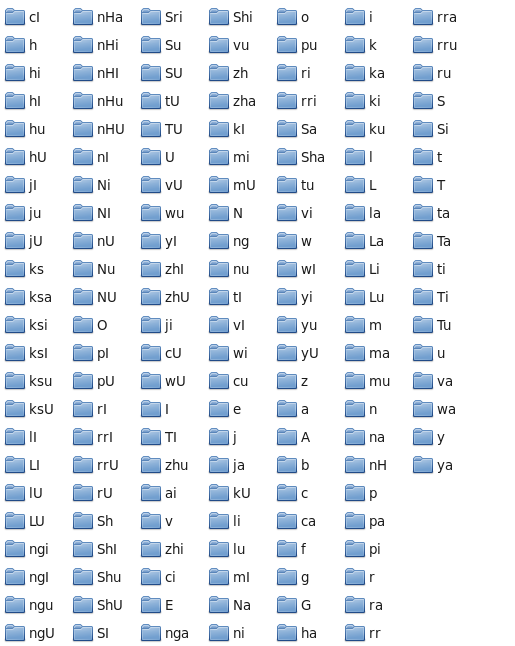 cI
h
hi
hI
hu
hU
jI
ju
jU
ks
ksa
ksi
ksI
ksu
ksU
lI
LI
lU
LU
ngi
ngI
ngu
ngU
nHa
nHi
nHI
nHu
nHU
nI
Ni
NI
nU
Nu
NU
O
pI
pU
rI
rrI
rrU
rU
Sh
ShI
Shu
ShU
SI
Sri
Su
SU
tU
TU
U
vU
wu
yI
zhI
zhU
ji
cU
wU
I
TI
zhu
ai
v
zhi
ci
E
nga
Shi
vu
zh
zha
kI
mi
mU
N
ng
nu
tI
vI
wi
cu
e
j
ja
kU
li
lu
mI
Na
ni
o
pu
ri
rri
Sa
Sha
tu
vi
w
wI
yi
yu
yU
z
a
A
b
c
ca
f
g
G
ha
i
k
ka
ki
ku
l
L
la
La
Li
Lu
m
ma
mu
n
na
nH
p
pa
pi
r
ra
rr
rra
rru
ru
S
Si
t
T
ta
Ta
ti
Ti
Tu
u
va
wa
y
ya